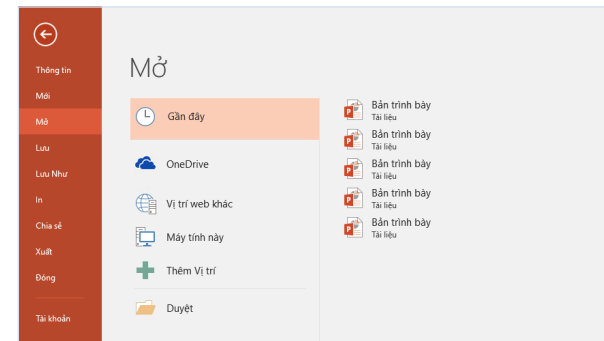 Thông tin
Mới
Mở
Lưu
Lưu Như
In
Chia sẻ
Xuất
Đóng
Tài khoản
Mở
Gần đây
OneDrive
Vị trí web khác
Máy tính này
Thêm Vị trí
Duyệt
Bản trình bày
Tài liệu
Bản trình bày
Tài liệu
Bản trình bày
Tài liệu
Bản trình bày
Tài liệu
Bản trình bày
Tài liệu